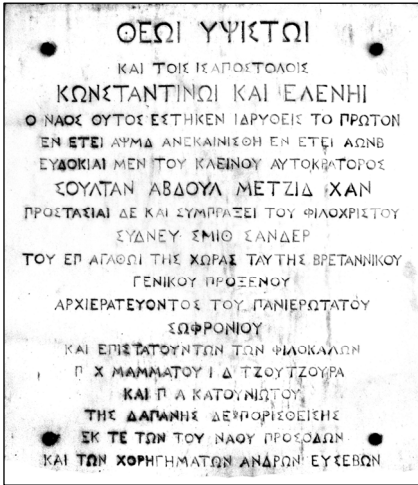 ΘΕΩΙ ΥΨΙΣΤΩΙ
ΚΑΙ ΤΟΙΣ ΙΣΑΠΟΣΤΟΛΟΙΣ
ΚΩΝΣΤΑΝΤΙΝΩΙ ΚΑΙ ΕΛΕΝΗΙ
Ο ΝΑΟΣ ΟΥΤΟΣ ΕΣΤΗΚΕΝ ΙΔΡΥΘΕΙΣ ΤΟ ΠΡΩΤΟΝ
ΕΝ ΕΤΕΙ ΑΨΜΔ ΑΝΕΚΑΙΝΙΣΘΗ ΕΝ ΕΤΕΙ ΑΩΝΒ
ΕΥΔΟΚΙΑΙ ΜΕΝ ΤΟΥ ΚΛΕΙΝΟΥ ΑΥΤΟΚΡΑΤΟΡΟΣ
ΣΟΥΛΤΑΝ ΑΒΔΟΥΛ ΜΕΤΖΙΔ ΧΑΝ
ΠΡΟΣΤΑΣΙΑΙ ΔΕ ΚΑΙ ΣΥΜΠΡΑΞΕΙ ΤΟΥ ΦΙΛΟΧΡΙΣΤΟΥ
ΣΥΔΝΕΥ ΣΜΙΘ ΣΑΝΔΕΡ
ΤΟΥ ΕΠ ΑΓΑΘΩΙ ΤΗΣ ΧΩΡΑΣ ΤΑΥΤΗΣ ΒΡΕΤΑΝΝΙΚΟΥ
ΓΕΝΙΚΟΥ ΠΡΟΞΕΝΟΥ
ΑΡΧΙΕΡΑΤΕΥΟΝΤΟΣ ΤΟΥ ΠΑΝΙΕΡΩΤΑΤΟΥ
ΣΩΦΡΟΝΙΟΥ
ΚΑΙ ΕΠΙΣΤΑΤΟΥΝΤΩΝ ΤΩΝ ΦΙΛΟΚΑΛΩΝ
Π Χ ΜΑΜΜΑΤΟΥ Ι Δ ΤΖΟΥΤΖΟΥΡΑ
ΚΑΙ Π Α ΚΑΤΟΥΝΙΩΤΟΥ
ΤΗΣ ΔΑΠΑΝΗΣ ΔΕ ΠΟΡΙΣΘΕΙΣΗΣ
ΕΚ ΤΕ ΤΩΝ ΤΟΥ ΝΑΟΥ ΠΡΟΣΟΔΩΝ
ΚΑΙ ΤΩΝ ΧΟΡΗΓΗΜΑΤΩΝ ΑΝΔΡΩΝ ΕΥΣΕΒΩΝ